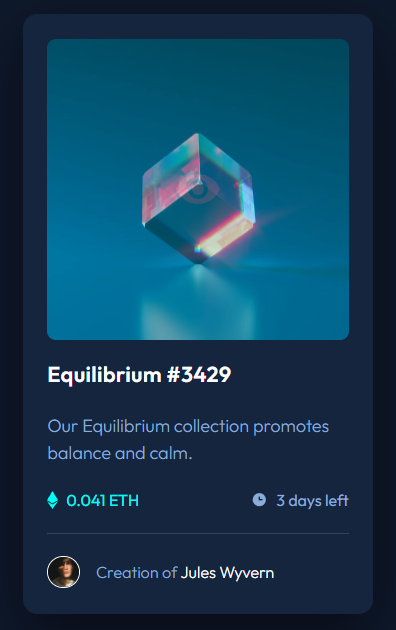 Equilibrium #3429
Our Equilibrium collection promotes
balance and calm.
0.041 ETH
3 days left
Creation of Jules Wyvern